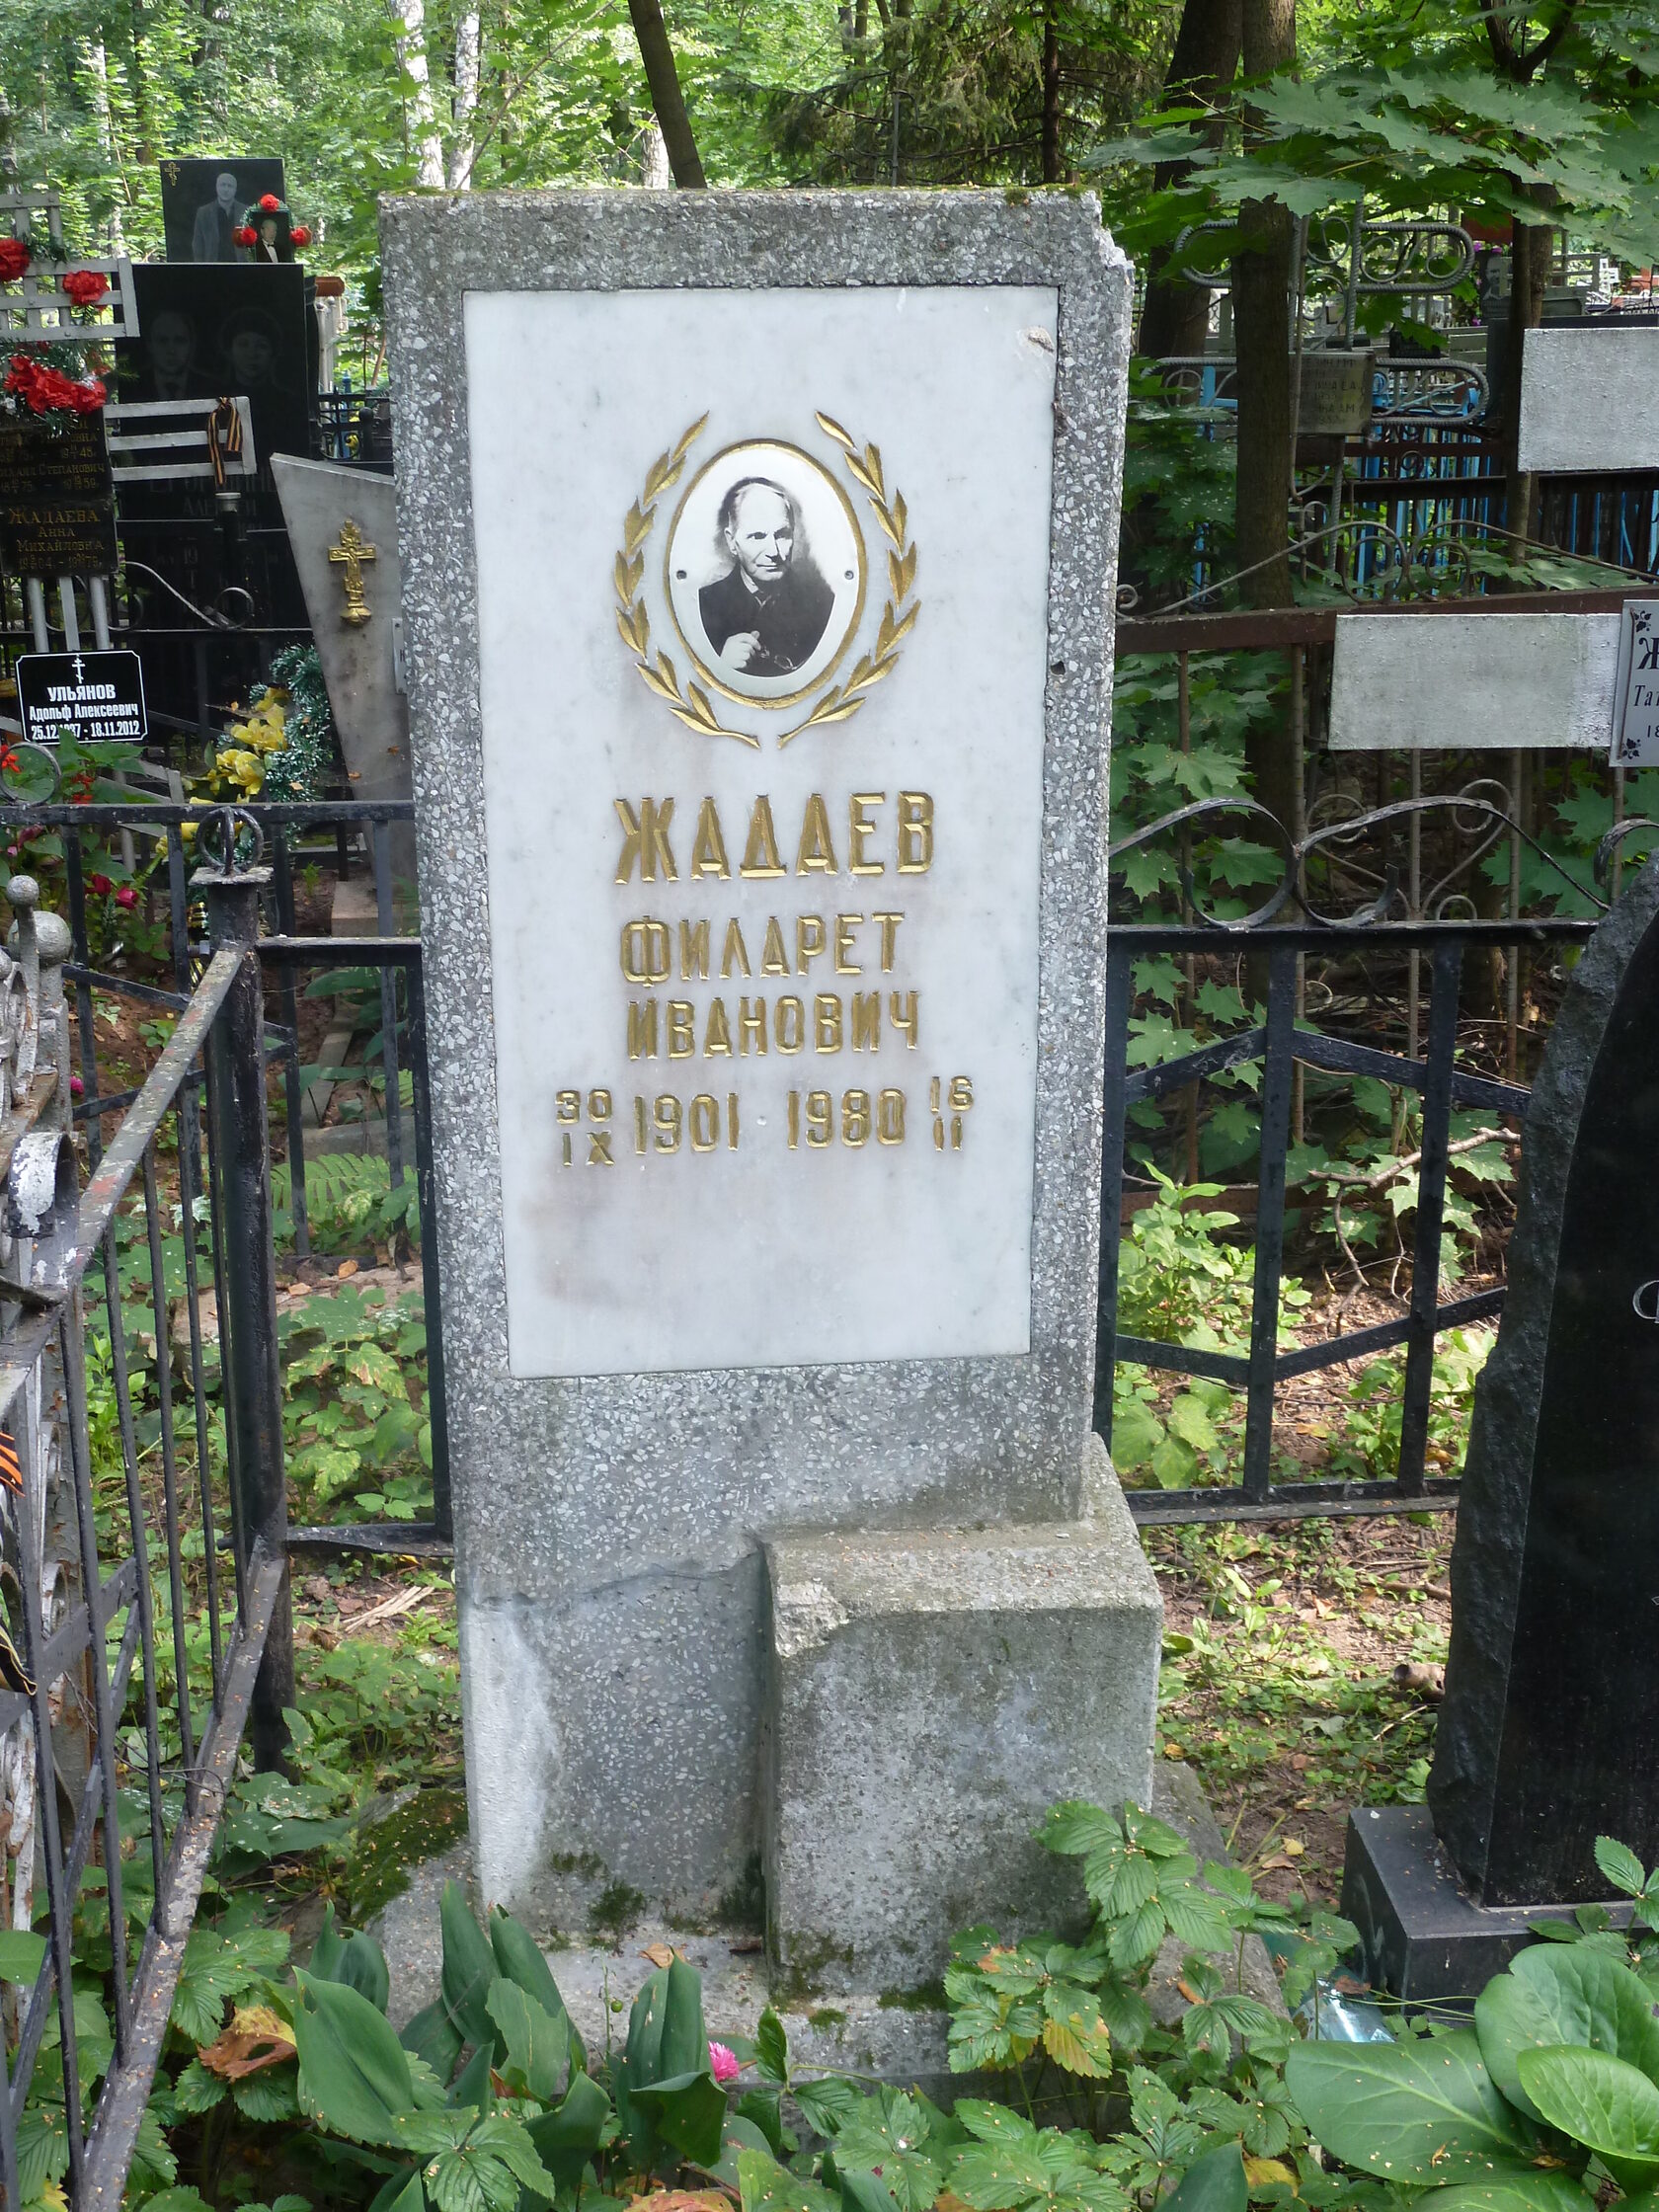 ЖАДАЕВ
ФИЛАРЕТ
ИВАНОВИЧ
30 IX 1901 1980 16 II
ЖАДАЕВА
АННА
МИХАЙЛОВНА
УЛЬЯНОВ
Адольф Алексеевич
18.11.2012